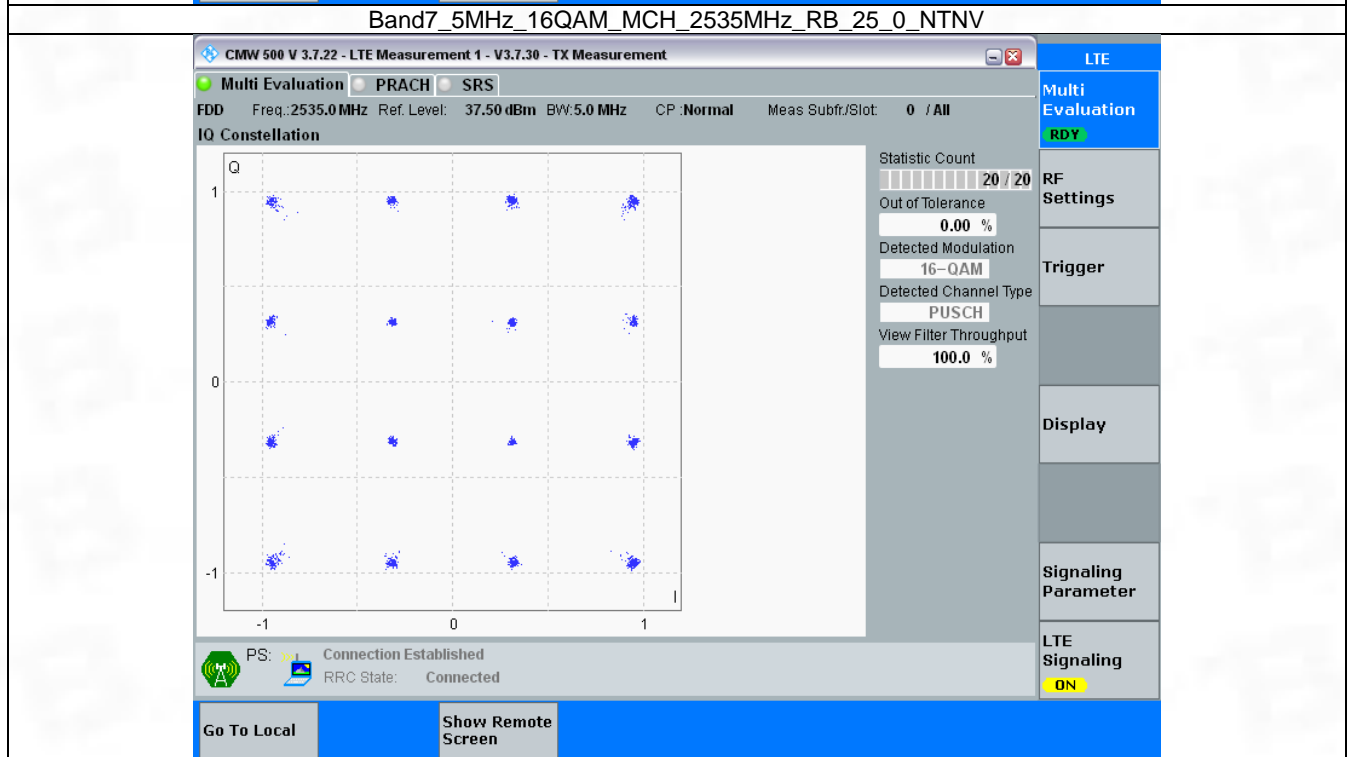 Band7_5MHz_16QAM_MCH_2535MHz_RB_25_0_NTNV
CMW 500 V 3.7.22 - LTE Measurement 1 - V3.7.30 - TX Measurement
LTE
Multi Evaluation PRACH SRS
FDD Freq.:2535.0 MHz Ref. Level: 37.50 dBm BW:5.0 MHz CP :Normal Meas Subfr./Slot: 0 / All
IQ Constellation
Q
1
0
-1
I
-1 0 1
Statistic Count
20 / 20
Out of Tolerance
0.00 %
Detected Modulation
16-QAM
Detected Channel Type
PUSCH
View Filter Throughput
100.0 %
Multi
Evaluation
RDY
RF
Settings
Trigger
Display
Signaling
Parameter
LTE
Signaling
ON
PS: Connection Established
RRC State: Connected
Go To Local
Show Remote
Screen